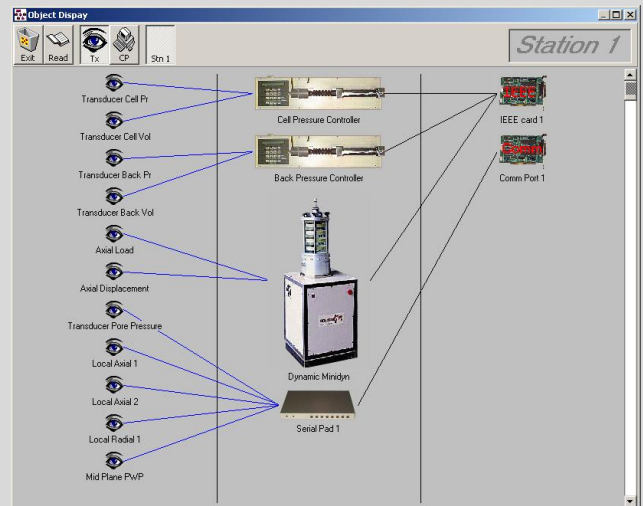 Object Dispay
Exit
Read
Tx
CP
Stn 1
Station 1
Transducer Cell Pr
Transducer Cell Vol
Transducer Back Pr
Transducer Back Vol
Axial Load
Axial Displacement
Transducer Pore Pressure
Local Axial 1
Local Axial 2
Local Radial 1
Mid Plane PWP
Cell Pressure Controller
Back Pressure Controller
Dynamic Minidyn
Serial Pad 1
IEEE
IEEE card 1
Comm
Comm Port 1